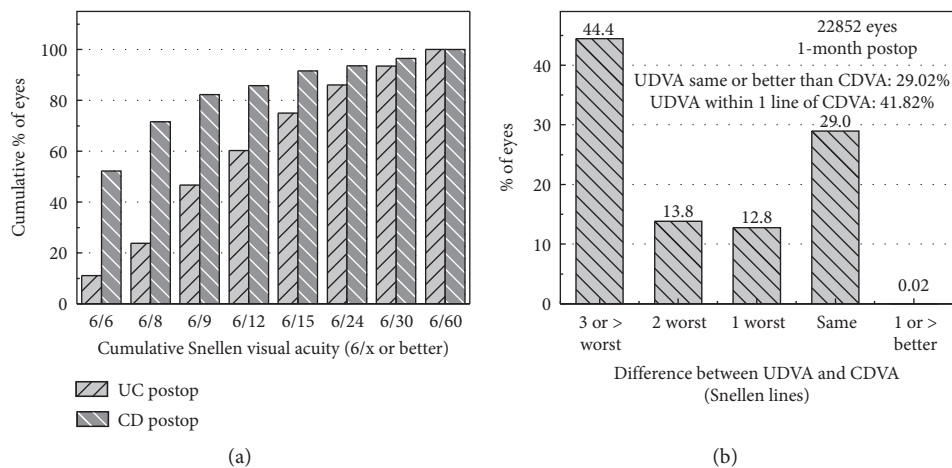 120
100
80
60
40
20
0
Cumulative % of eyes
6/6 6/8 6/9 6/12 6/15 6/24 6/30 6/60
Cumulative Snellen visual acuity (6/x or better)
UC postop
CD postop
(a)
22852 eyes
1-month postop
UDVA same or better than CDVA: 29.02%
UDVA within 1 line of CDVA: 41.82%
44.4
13.8
12.8
29.0
0.02
40
30
20
10
0
% of eyes
3 or > worst
2 worst
1 worst
Same
1 or > better
Difference between UDVA and CDVA
(Snellen lines)
(b)